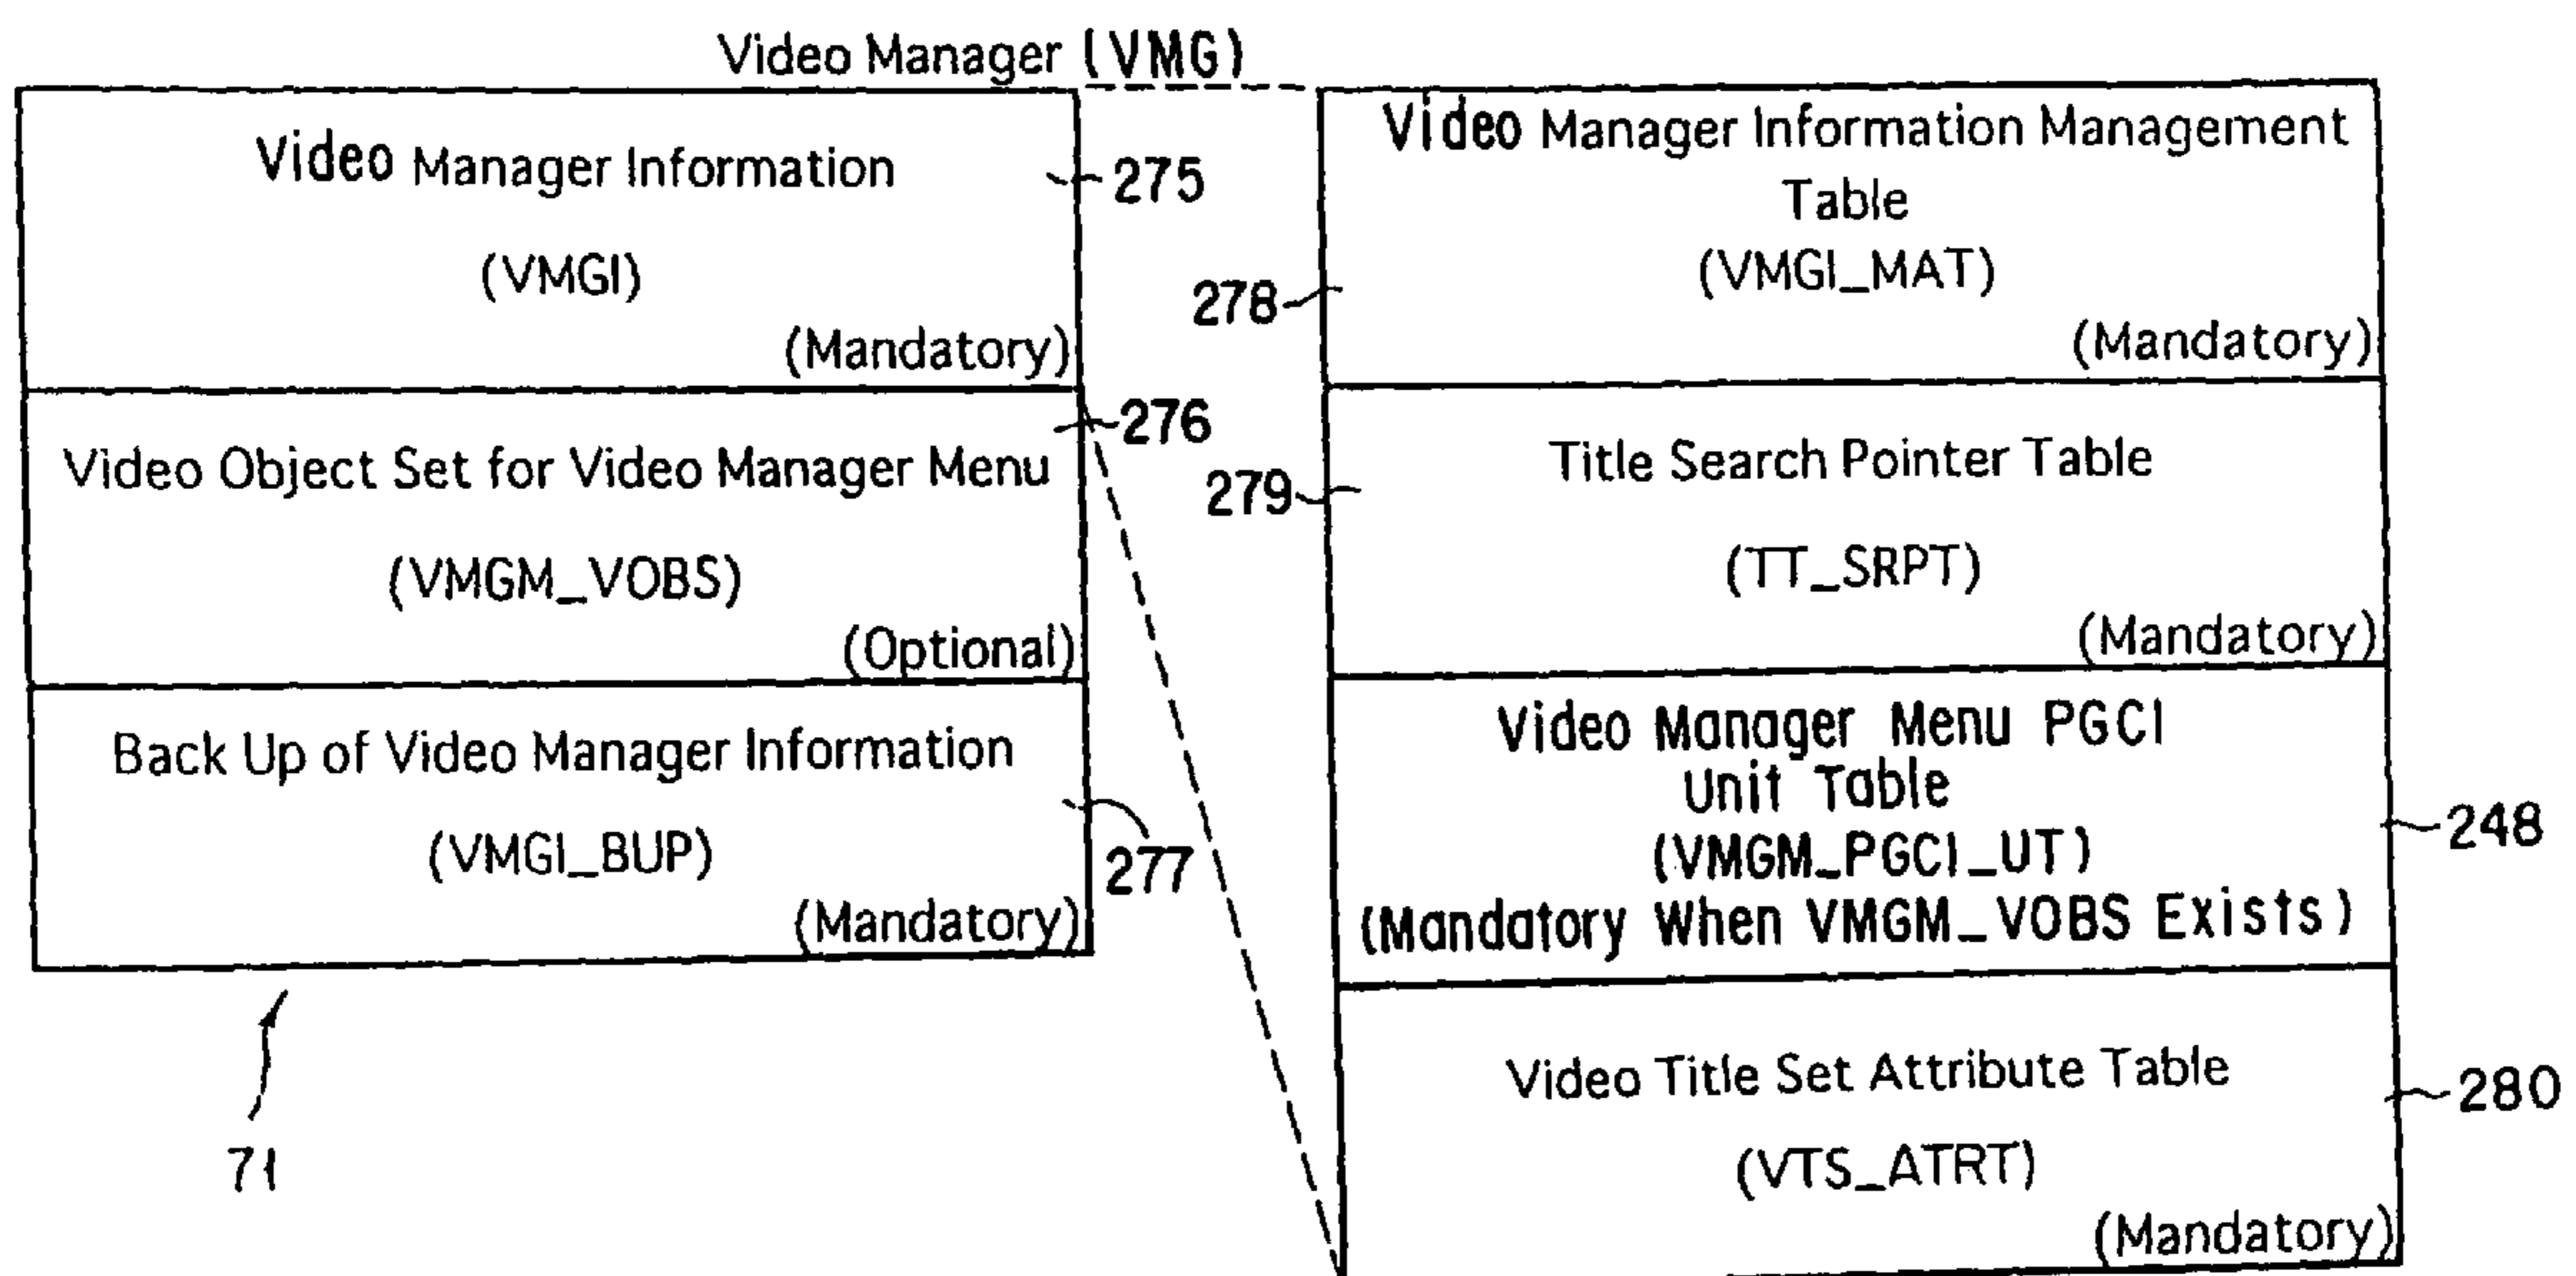 Video Manager (VMG)
Video Manager Information
275
(VMGI)
(Mandatory)
276
Video Object Set for Video Manager Menu
(VMGM_VOBS)
(Optional)
Back Up of Video Manager Information
(VMGI_BUP)
277
(Mandatory)
71
Video Manager Information Management
Table
(VMGI_MAT)
278
(Mandatory)
Title Search Pointer Table
279
(TT_SRPT)
(Mandatory)
Video Manager Menu PGCI
Unit Table
(VMGM_PGCI_UT)
248
(Mandatory When VMGM_VOBS Exists)
Video Title Set Attribute Table
280
(VTS_ATRT)
(Mandatory)